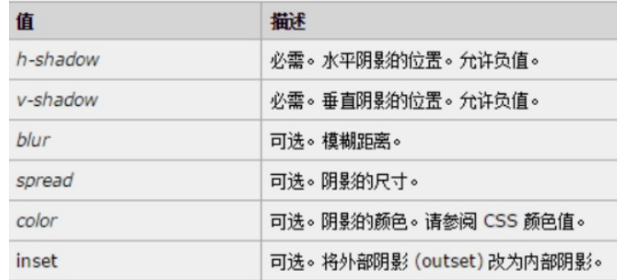 值 描述
h-shadow 必需。水平阴影的位置。允许负值。
v-shadow 必需。垂直阴影的位置。允许负值。
blur 可选。模糊距离。
spread 可选。阴影的尺寸。
color 可选。阴影的颜色。请参阅 CSS 颜色值。
inset 可选。将外部阴影 (outset) 改为内部阴影。